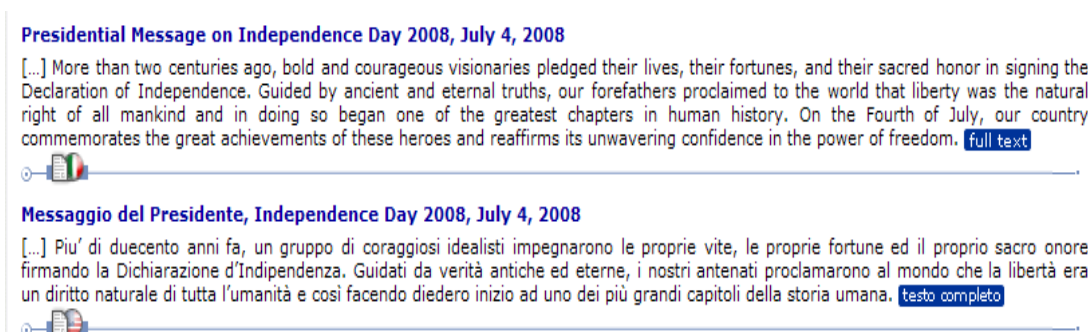 Presidential Message on Independence Day 2008, July 4, 2008
[...] More than two centuries ago, bold and courageous visionaries pledged their lives, their fortunes, and their sacred honor in signing the
Declaration of Independence. Guided by ancient and eternal truths, our forefathers proclaimed to the world that liberty was the natural
right of all mankind and in doing so began one of the greatest chapters in human history. On the Fourth of July, our country
commemorates the great achievements of these heroes and reaffirms its unwavering confidence in the power of freedom. full text
Messaggio del Presidente, Independence Day 2008, July 4, 2008
[...] Piu' di duecento anni fa, un gruppo di coraggiosi idealisti impegnarono le proprie vite, le proprie fortune ed il proprio sacro onore
firmando la Dichiarazione d'Indipendenza. Guidati da verità antiche ed eterne, i nostri antenati proclamarono al mondo che la libertà era
un diritto naturale di tutta l'umanità e così facendo diedero inizio ad uno dei più grandi capitoli della storia umana. testo completo